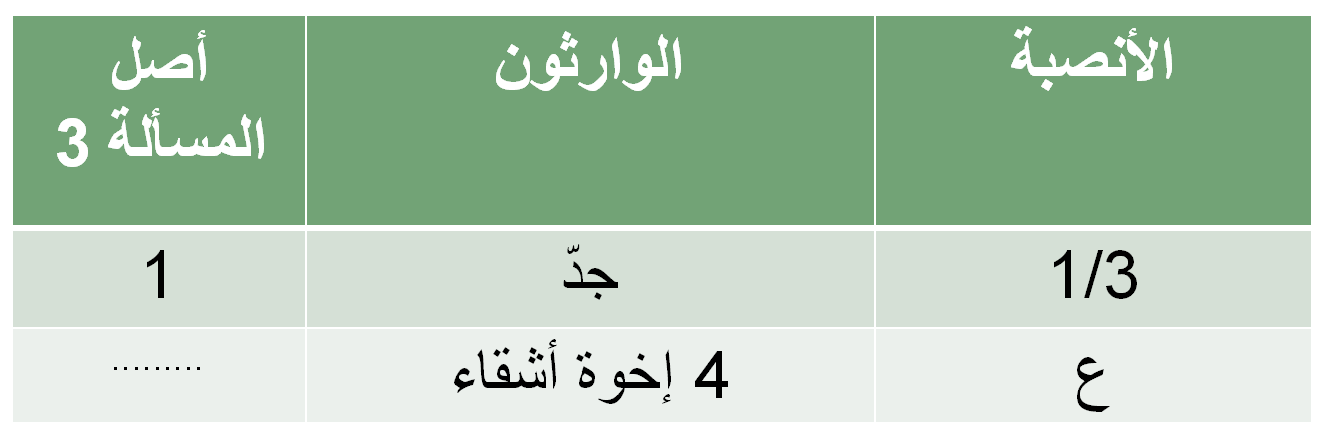 الأنصبة
الوارثون
أصل
المسألة 3
1/3
جدّ
1
ع
4 إخوة أشقاء
.........